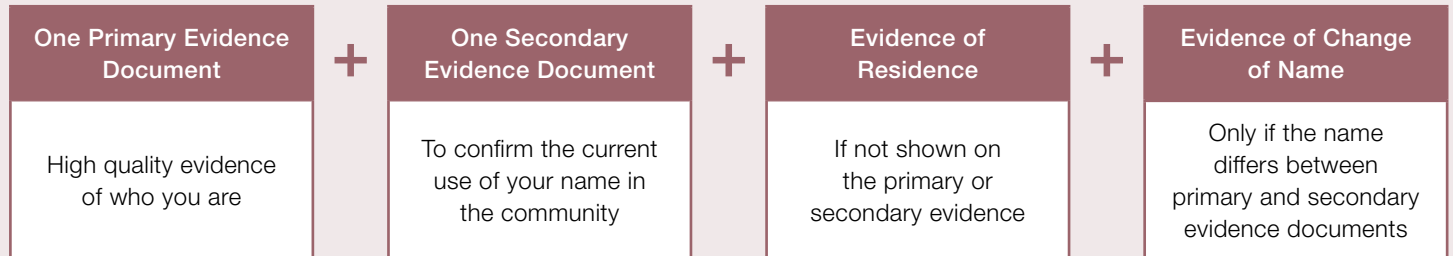 One Primary Evidence
Document
+
One Secondary
Evidence Document
+
Evidence of
Residence
+
Evidence of Change
of Name
High quality evidence
of who you are
To confirm the current
use of your name in
the community
If not shown on
the primary or
secondary evidence
Only if the name
differs between
primary and secondary
evidence documents